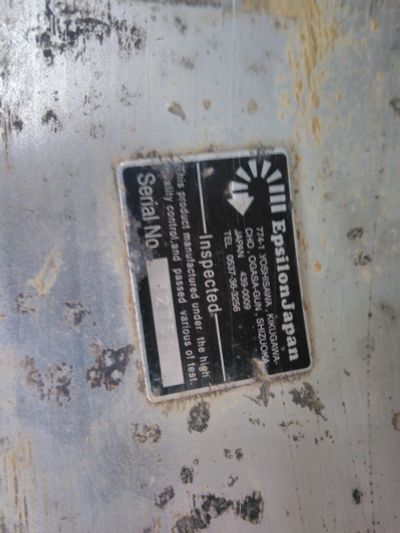 EpsilonJapan
774-1 YOSHISAWA KIKUGAWA-
CHO OGASA-GUN, SHIZUOKA
JAPAN 439-0009
TEL 0537-36-3256
Inspected
This product manufactured under the high
quality control,and passed various of test.
Serial No.